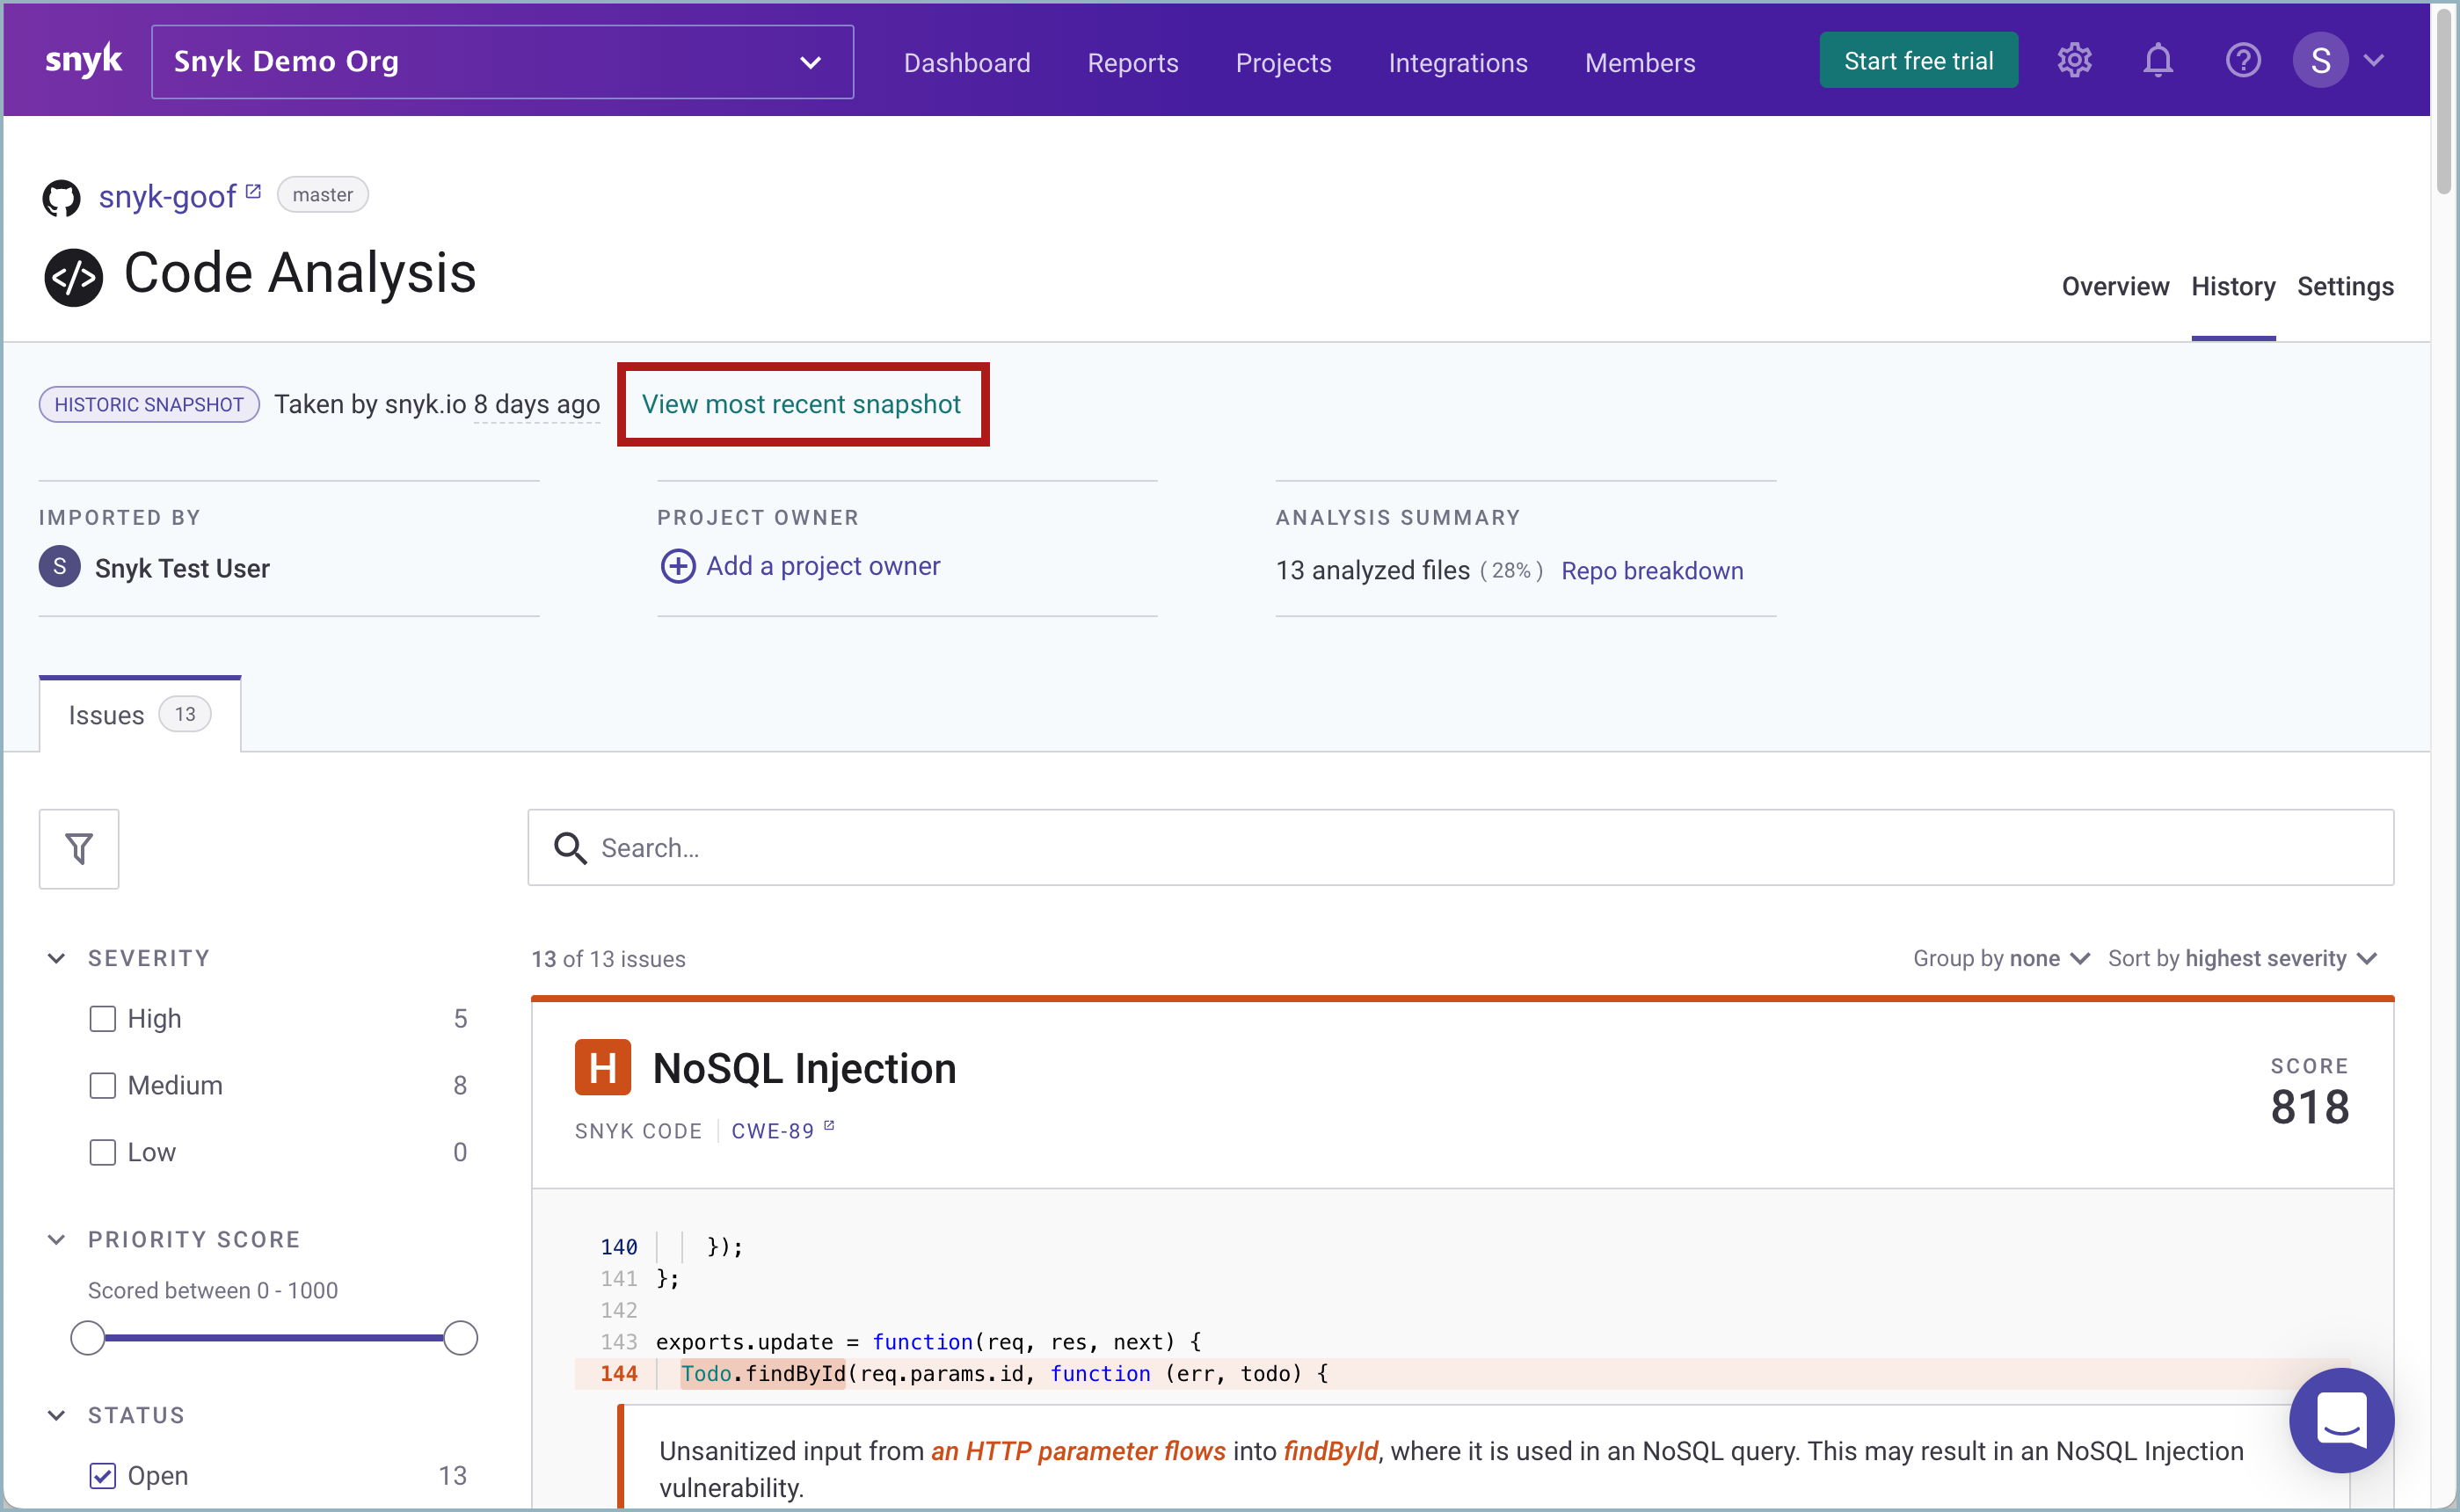 snyk
Snyk Demo Org
Dashboard
Reports
Projects
Integrations
Members
Start free trial
S
snyk-goof
master
Code Analysis
Overview
History
Settings
HISTORIC SNAPSHOT
Taken by snyk.io 8 days ago
View most recent snapshot
IMPORTED BY
S Snyk Test User
PROJECT OWNER
Add a project owner
ANALYSIS SUMMARY
13 analyzed files (28%) Repo breakdown
Issues 13
Search...
SEVERITY
High 5
Medium 8
Low 0
PRIORITY SCORE
Scored between 0 - 1000
STATUS
Open 13
13 of 13 issues
Group by none
Sort by highest severity
H NoSQL Injection
SNYK CODE
CWE-89
SCORE
818
140 });
141 };
142
143 exports.update = function(req, res, next) {
144 Todo.findById(req.params.id, function (err, todo) {
Unsanitized input from an HTTP parameter flows into findById, where it is used in an NoSQL query. This may result in an NoSQL Injection
vulnerability.